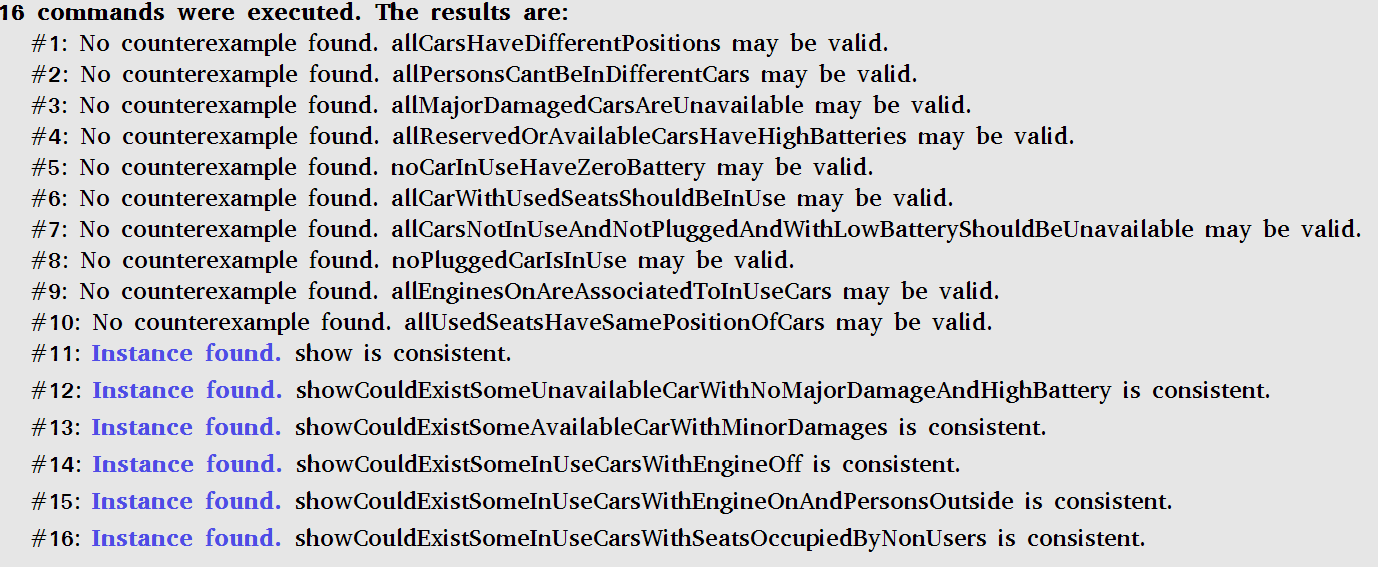 16 commands were executed. The results are:
#1: No counterexample found. allCarsHaveDifferentPositions may be valid.
#2: No counterexample found. allPersonsCantBeInDifferentCars may be valid.
#3: No counterexample found. allMajorDamagedCarsAreUnavailable may be valid.
#4: No counterexample found. allReservedOrAvailableCarsHaveHighBatteries may be valid.
#5: No counterexample found. noCarInUseHaveZeroBattery may be valid.
#6: No counterexample found. allCarWithUsedSeatsShouldBeInUse may be valid.
#7: No counterexample found. allCarsNotInUseAndNotPluggedAndWithLowBatteryShouldBeUnavailable may be valid.
#8: No counterexample found. noPluggedCarIsInUse may be valid.
#9: No counterexample found. allEnginesOnAreAssociatedToInUseCars may be valid.
#10: No counterexample found. allUsedSeatsHaveSamePositionOfCars may be valid.
#11: Instance found. show is consistent.
#12: Instance found. showCouldExistSomeUnavailableCarWithNoMajorDamageAndHighBattery is consistent.
#13: Instance found. showCouldExistSomeAvailableCarWithMinorDamages is consistent.
#14: Instance found. showCouldExistSomeInUseCarsWithEngineOff is consistent.
#15: Instance found. showCouldExistSomeInUseCarsWithEngineOnAndPersonsOutside is consistent.
#16: Instance found. showCouldExistSomeInUseCarsWithSeatsOccupiedByNonUsers is consistent.